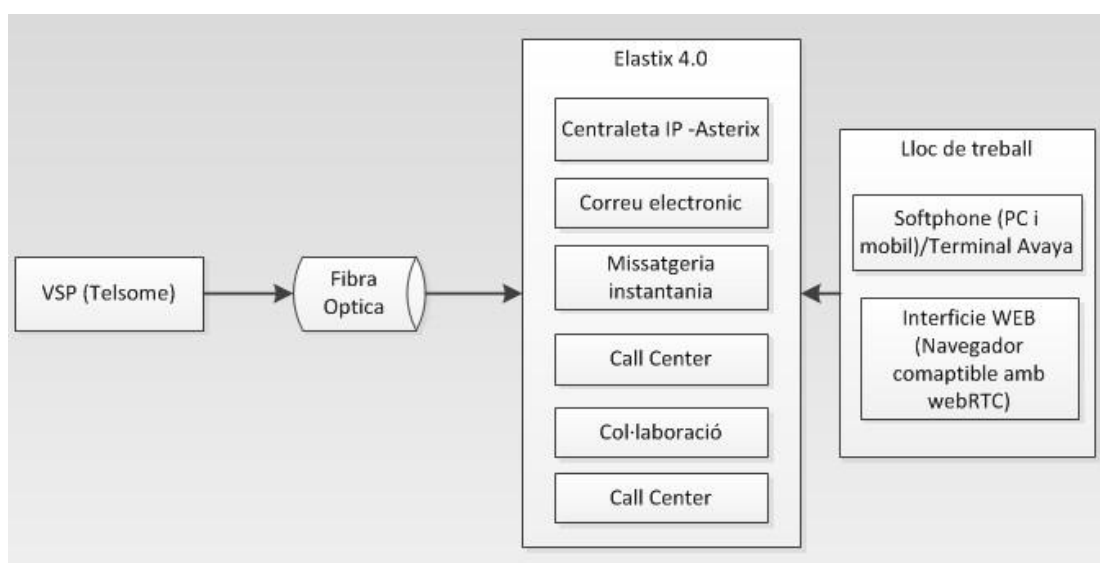 VSP (Telsome)
Fibra
Optica
Elastix 4.0
Centraleta IP -Asterix
Correu electronic
Missatgeria
instantania
Call Center
Col·laboració
Call Center
Lloc de treball
Softphone (PC i
mobil)/Terminal Avaya
Interficie WEB
(Navegador
comaptible amb
webRTC)